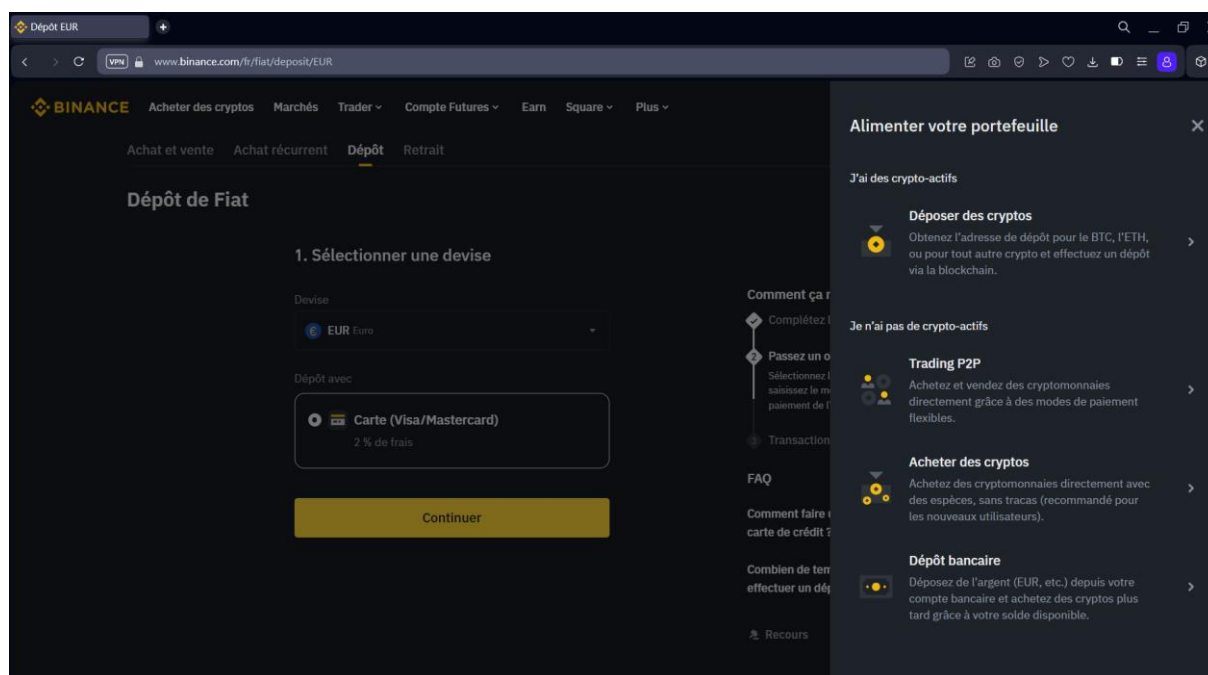 Dépôt EUR
VPN
www.binance.com/fr/fiat/deposit/EUR
BINANCE Acheter des cryptos Marchés Trader Compte Futures Earn Square Plus
Achat et vente Achat récurrent Dépôt Retrait
Dépôt de Fiat
1. Sélectionner une devise
Devise
EUR Euro
Dépôt avec
Carte (Visa/Mastercard)
2 % de frais
Continuer
Comment ça
Complétez
2 Passez un
Sélectionnez
saisissez le
paiement de
3 Transaction
FAQ
Comment faire
carte de crédit ?
Combien de
effectuer un
Recours
Alimenter votre portefeuille
J'ai des crypto-actifs
Déposer des cryptos
Obtenez l'adresse de dépôt pour le BTC, l'ETH,
ou pour tout autre crypto et effectuez un dépôt
via la blockchain.
Je n'ai pas de crypto-actifs
Trading P2P
Achetez et vendez des cryptomonnaies
directement grâce à des modes de paiement
flexibles.
Acheter des cryptos
Achetez des cryptomonnaies directement avec
des espèces, sans tracas (recommandé pour
les nouveaux utilisateurs).
Dépôt bancaire
Déposez de l'argent (EUR, etc.) depuis votre
compte bancaire et achetez des cryptos plus
tard grâce à votre solde disponible.